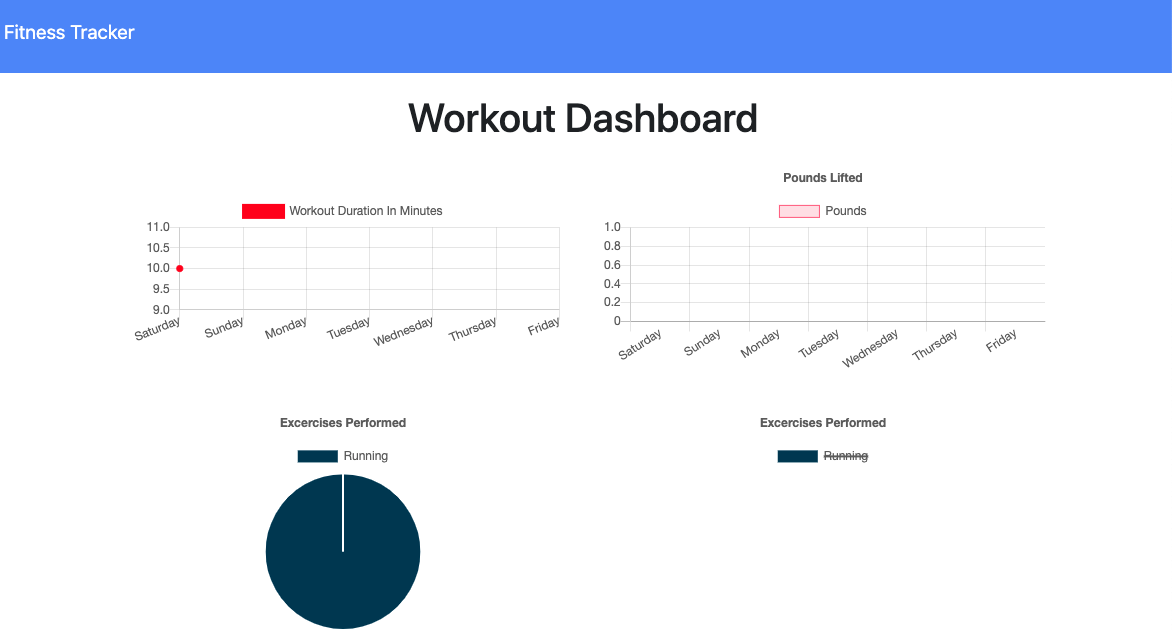 Fitness Tracker
Workout Dashboard
Workout Duration In Minutes
11.0
10.5
10.0
9.5
9.0
Saturday Sunday Monday Tuesday Wednesday Thursday Friday
Pounds Lifted
Pounds
1.0
0.8
0.6
0.4
0.2
0
Saturday Sunday Monday Tuesday Wednesday Thursday Friday
Excercises Performed
Running
Excercises Performed
Running